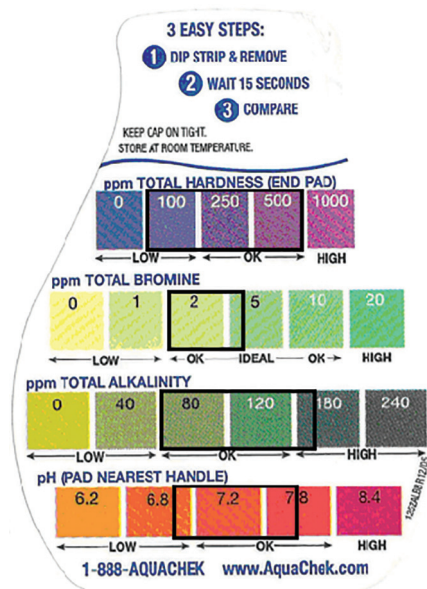 3 EASY STEPS:
1 DIP STRIP & REMOVE
2 WAIT 15 SECONDS
3 COMPARE
KEEP CAP ON TIGHT.
STORE AT ROOM TEMPERATURE.
ppm TOTAL HARDNESS (END PAD)
0 100 250 500 1000
LOW OK HIGH
ppm TOTAL BROMINE
0 1 2 5 10 20
LOW OK IDEAL OK HIGH
ppm TOTAL ALKALINITY
0 40 80 120 180 240
LOW OK HIGH
pH (PAD NEAREST HANDLE)
6.2 6.8 7.2 7.8 8.4
LOW OK HIGH
1-888-AQUACHEK www.AquaChek.com